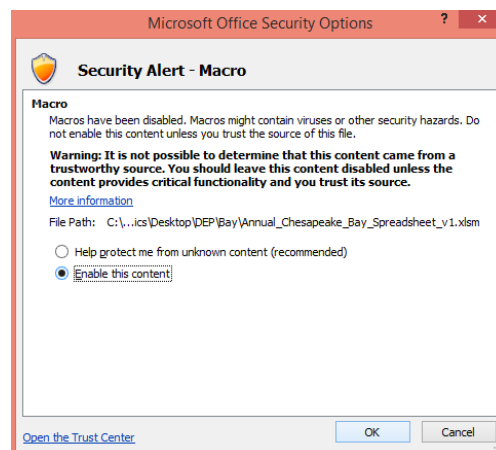 Microsoft Office Security Options
? ×
Security Alert - Macro
Macro
Macros have been disabled. Macros might contain viruses or other security hazards. Do
not enable this content unless you trust the source of this file.
Warning: It is not possible to determine that this content came from a
trustworthy source. You should leave this content disabled unless the
content provides critical functionality and you trust its source.
More information
File Path: C:\...ics\Desktop\DEP\Bay\Annual_Chesapeake_Bay_Spreadsheet_v1.xlsm
Help protect me from unknown content (recommended)
Enable this content
Open the Trust Center
OK
Cancel